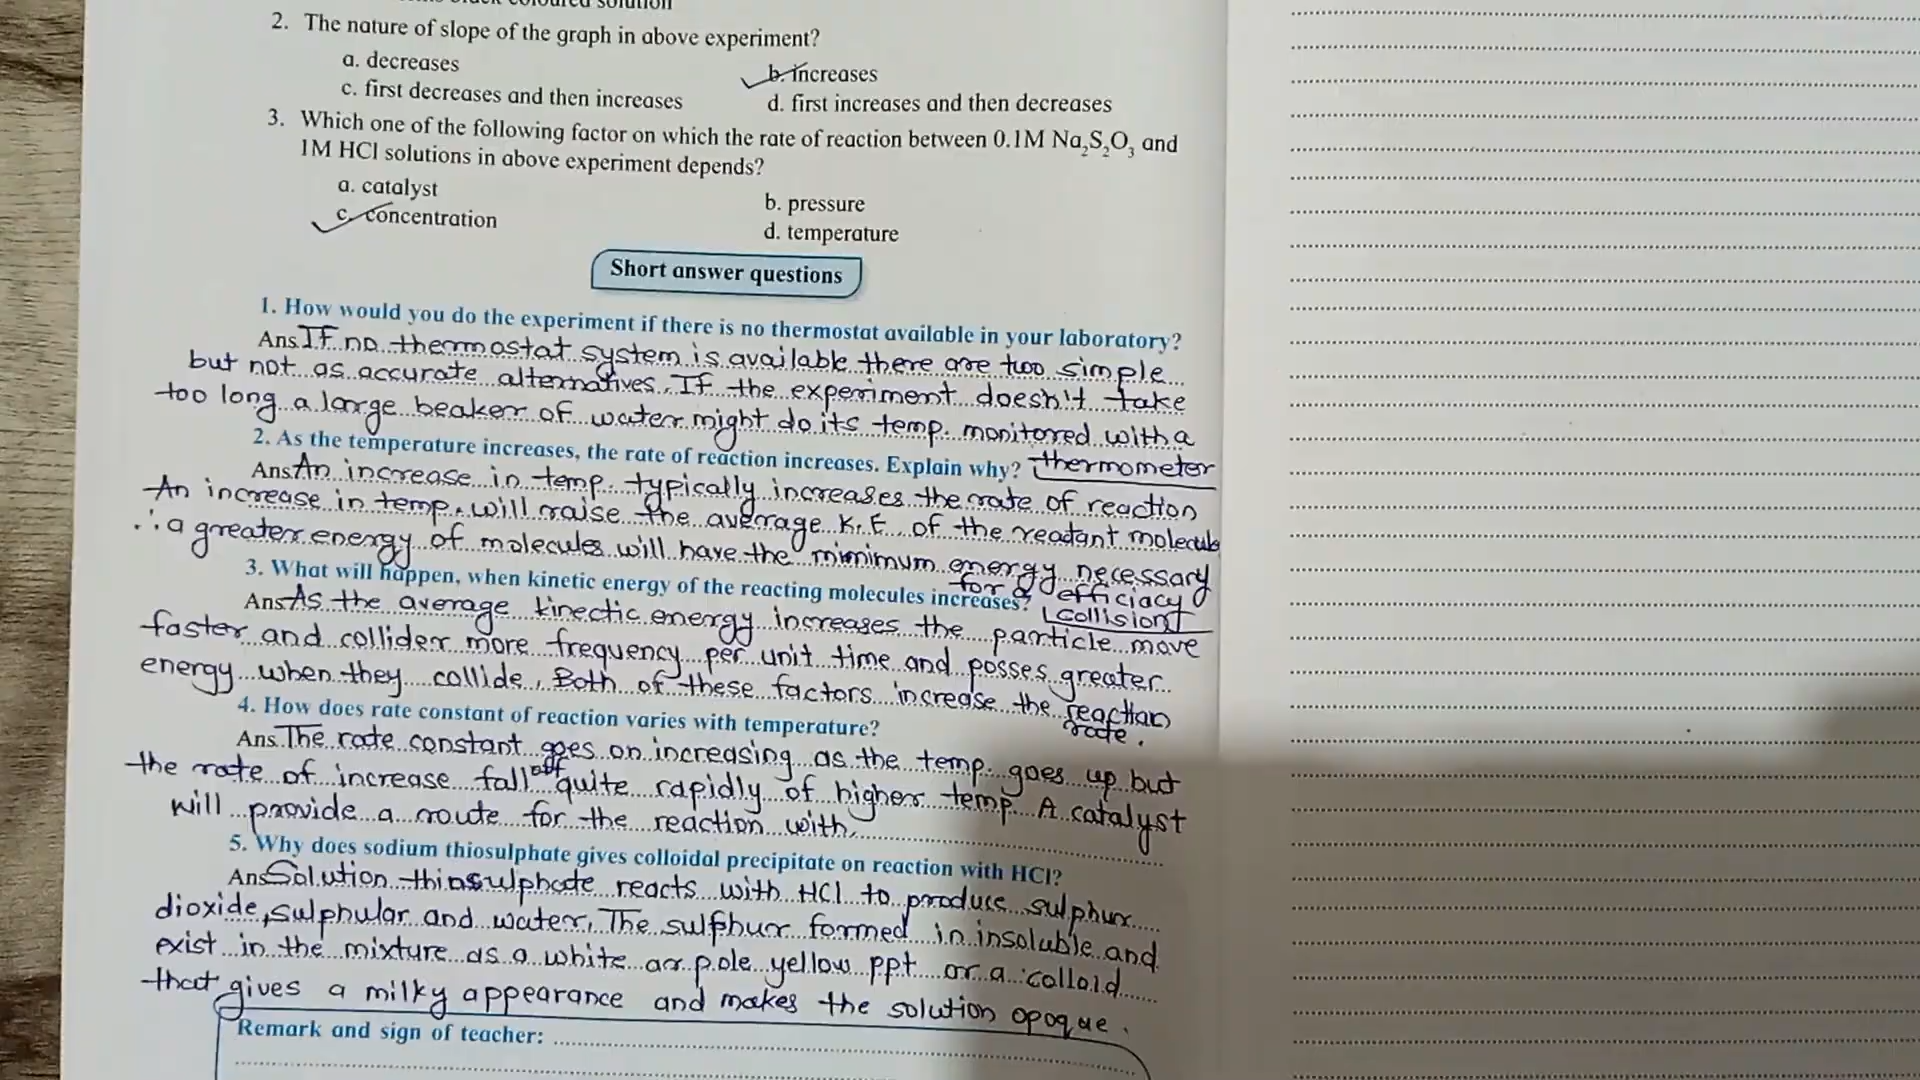 coloured solution
2. The nature of slope of the graph in above experiment?
a. decreases
b. increases
c. first decreases and then increases
d. first increases and then decreases
3. Which one of the following factor on which the rate of reaction between 0.1M Na₂S₂O₃ and
1M HCl solutions in above experiment depends?
a. catalyst
b. pressure
c. concentration
d. temperature
Short answer questions
1. How would you do the experiment if there is no thermostat available in your laboratory?
Ans If no thermostat system is available there are two simple
but not as accurate alternatives. If the experiment doesn't take
too long a large beaker of water might do its temp. monitored with a
thermometer
2. As the temperature increases, the rate of reaction increases. Explain why?
Ans An increase in temp. typically increases the rate of reaction
An increase in temp. will raise the average K.E. of the reactant molecule
∴ a greater energy of molecules will have the minimum energy necessary
for a efficiacy
collision
3. What will happen, when kinetic energy of the reacting molecules increases?
Ans As the average kinectic energy increases the particle move
faster and collider more frequency per unit time and posses greater
energy when they collide. Both of these factors increase the reaction
rate.
4. How does rate constant of reaction varies with temperature?
Ans The rate constant goes on increasing as the temp. goes up but
the rate of increase fall off quite rapidly of higher temp. A catalyst
will provide a route for the reaction with.
5. Why does sodium thiosulphate gives colloidal precipitate on reaction with HCl?
Ans Solution thiosulphate reacts with HCl to produce sulphur
dioxide, sulphular and water, The sulphur formed in insoluble and
exist in the mixture as a white or pole yellow ppt or a colloid
that gives a milky appearance and makes the solution opoque.
Remark and sign of teacher: